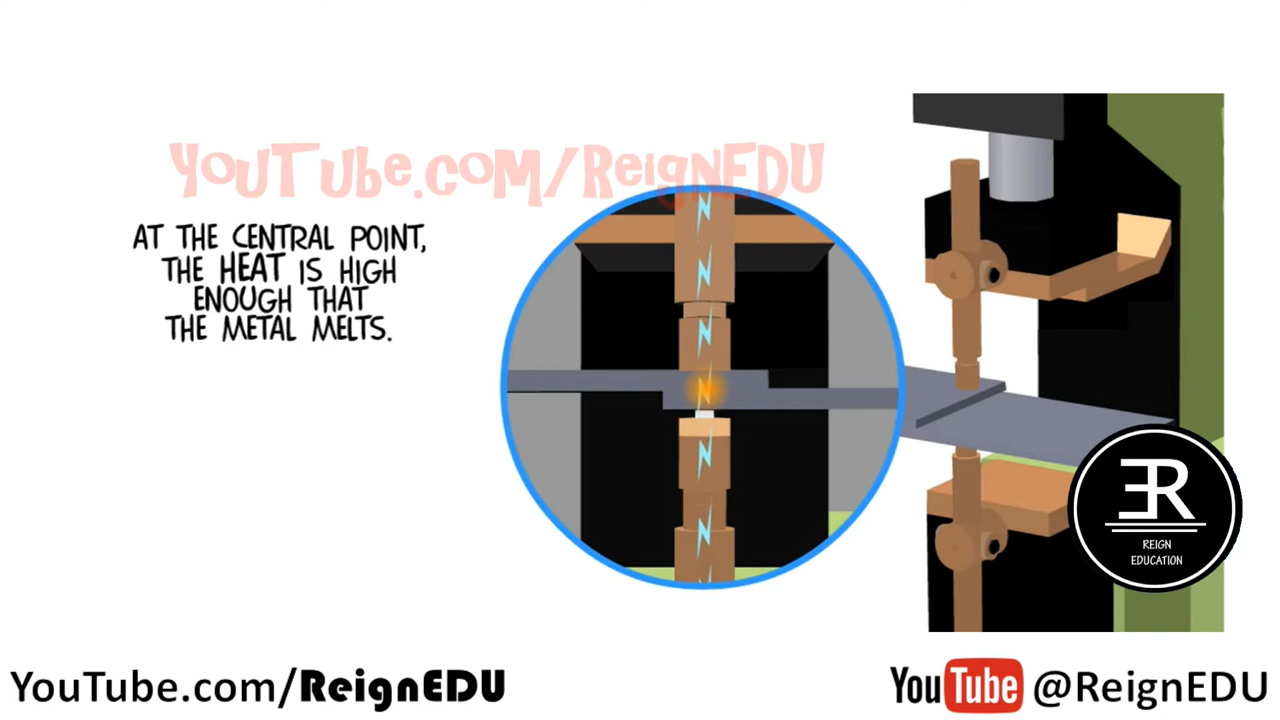 YouTube.com/ReignEDU
AT THE CENTRAL POINT,
THE HEAT IS HIGH
ENOUGH THAT
THE METAL MELTS.
ER
REIGN
EDUCATION
YouTube.com/ReignEDU
YouTube @ReignEDU